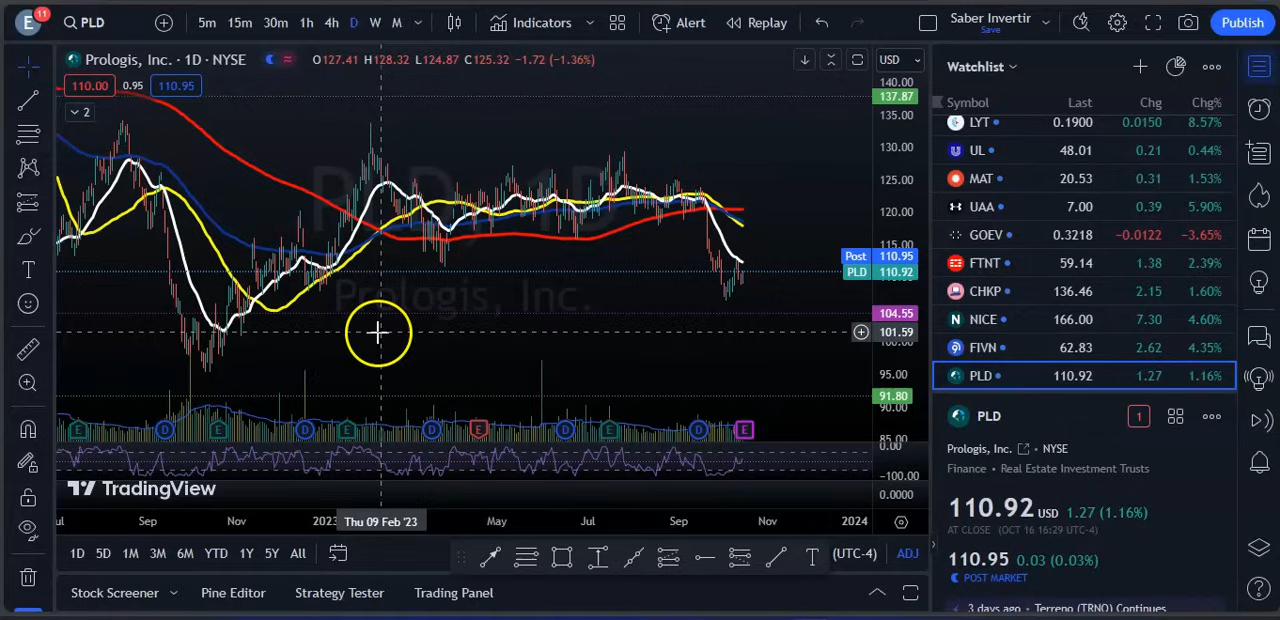 E
11
PLD
5m 15m 30m 1h 4h D W M
Indicators
Alert
Replay
Saber Invertir
Save
Publish
Prologis, Inc. · 1D · NYSE
O127.41 H128.32 L124.87 C125.32 −1.72 (−1.36%)
USD
110.00 0.95 110.95
2
PLD, 1D
Prologis, Inc.
140.00
137.87
135.00
130.00
125.00
120.00
115.00
Post 110.95
PLD 110.92
104.55
101.59
100.00
95.00
91.80
90.00
85.00
0.00
−100.00
0.0000
E D E D E D E D E D E
TradingView
Sep Nov 2023 Thu 09 Feb '23 May Jul Sep Nov 2024
1D 5D 1M 3M 6M YTD 1Y 5Y All
T
(UTC-4)
ADJ
Stock Screener
Pine Editor
Strategy Tester
Trading Panel
Watchlist
Symbol Last Chg Chg%
LYT 0.1900 0.0150 8.57%
UL 48.01 0.21 0.44%
MAT 20.53 0.31 1.53%
UAA 7.00 0.39 5.90%
GOEV 0.3218 −0.0122 −3.65%
FTNT 59.14 1.38 2.39%
CHKP 136.46 2.15 1.60%
NICE 166.00 7.30 4.60%
FIVN 62.83 2.62 4.35%
PLD 110.92 1.27 1.16%
PLD
1
Prologis, Inc. · NYSE
Finance · Real Estate Investment Trusts
110.92 USD 1.27 (1.16%)
AT CLOSE (OCT 16 16:29 UTC-4)
110.95 0.03 (0.03%)
POST MARKET
3 days ago · Terreno (TRNO) Continues